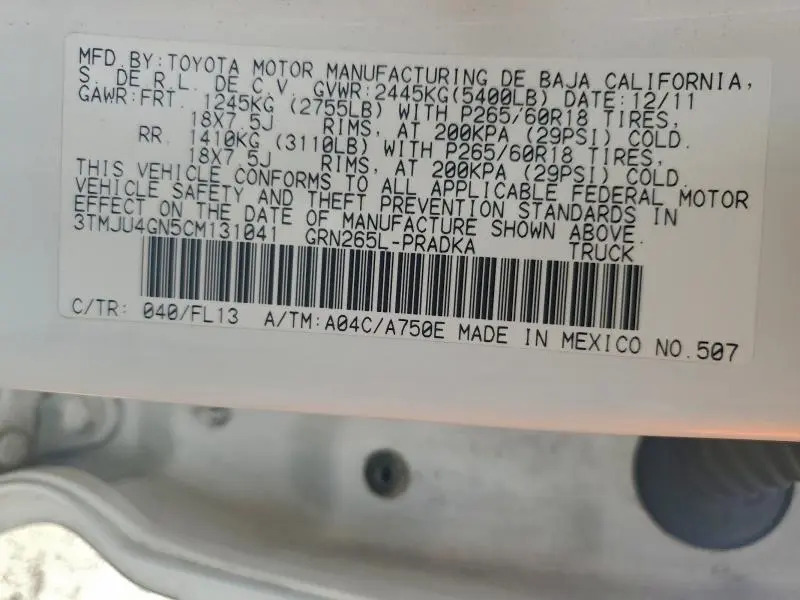 MFD.BY:TOYOTA MOTOR MANUFACTURING DE BAJA CALIFORNIA,
S. DE R.L. DE C.V. GVWR:2445KG(5400LB) DATE:12/11
GAWR:FRT. 1245KG (2755LB) WITH P265/60R18 TIRES,
18X7.5J RIMS, AT 200KPA (29PSI) COLD.
RR. 1410KG (3110LB) WITH P265/60R18 TIRES,
18X7.5J RIMS, AT 200KPA (29PSI) COLD.
THIS VEHICLE CONFORMS TO ALL APPLICABLE FEDERAL MOTOR
VEHICLE SAFETY AND THEFT PREVENTION STANDARDS IN
EFFECT ON THE DATE OF MANUFACTURE SHOWN ABOVE.
3TMJU4GN5CM131041 GRN265L-PRADKA TRUCK
C/TR: 040/FL13 A/TM:A04C/A750E MADE IN MEXICO NO.507